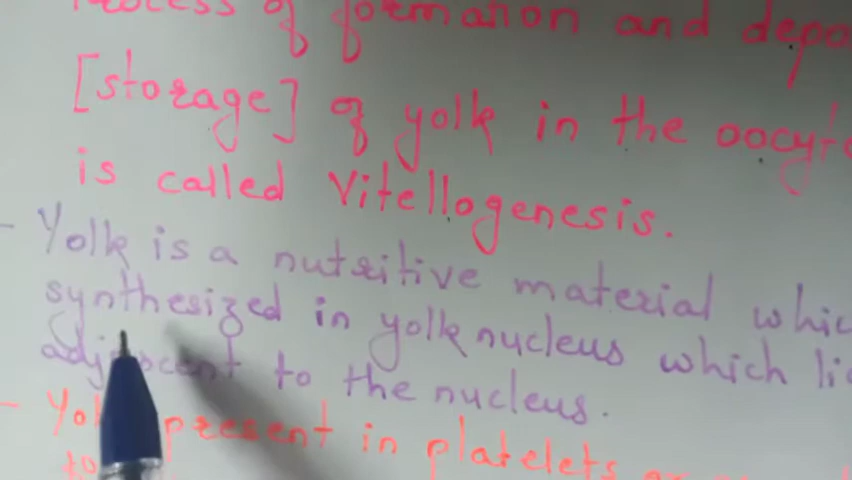 Process of formation and depo
[storage] of yolk in the oocyt
is called Vitellogenesis.
- Yolk is a nutritive material whic
synthesized in yolk nucleus which li
adjacent to the nucleus.
- Yolk present in platelets
to